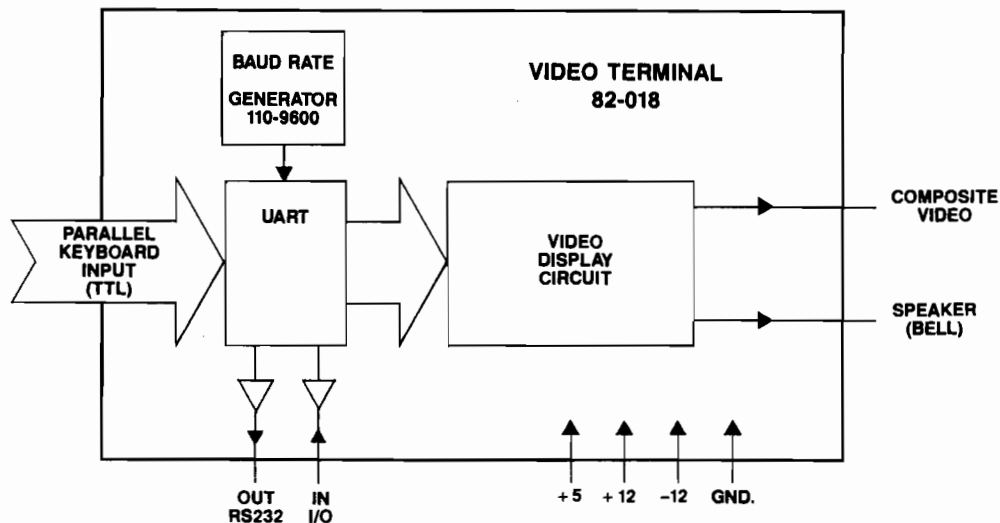 BAUD RATE
GENERATOR
110-9600
VIDEO TERMINAL
82-018
PARALLEL
KEYBOARD
INPUT
(TTL)
UART
VIDEO
DISPLAY
CIRCUIT
COMPOSITE
VIDEO
SPEAKER
(BELL)
OUT
RS232
IN
I/O
+5
+12
-12
GND.